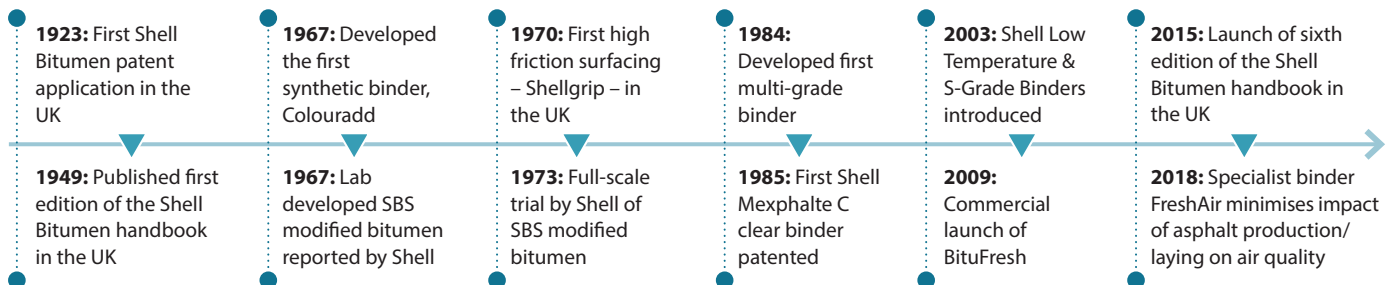 1923: First Shell
Bitumen patent
application in the
UK
1949: Published first
edition of the Shell
Bitumen handbook
in the UK
1967: Developed
the first
synthetic binder,
Colouradd
1967: Lab
developed SBS
modified bitumen
reported by Shell
1970: First high
friction surfacing
– Shellgrip – in
the UK
1973: Full-scale
trial by Shell of
SBS modified
bitumen
1984:
Developed first
multi-grade
binder
1985: First Shell
Mexphalte C
clear binder
patented
2003: Shell Low
Temperature &
S-Grade Binders
introduced
2009:
Commercial
launch of
BituFresh
2015: Launch of sixth
edition of the Shell
Bitumen handbook in
the UK
2018: Specialist binder
FreshAir minimises impact
of asphalt production/
laying on air quality